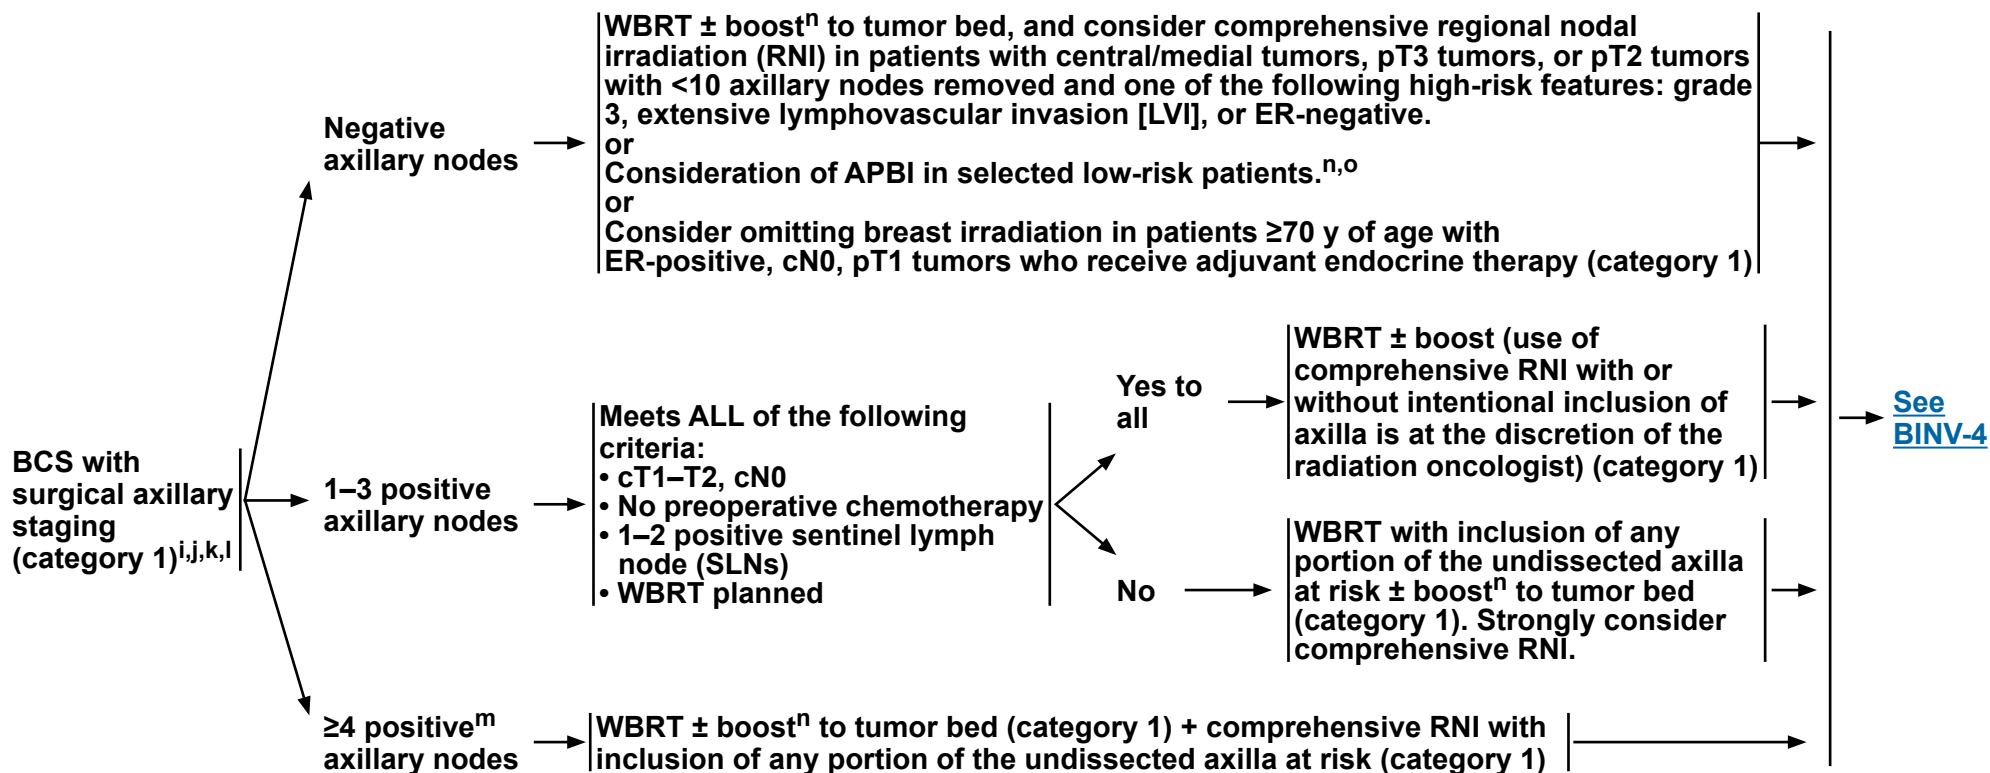 BCS with
surgical axillary
staging
(category 1)i,j,k,l
Negative
axillary nodes
WBRT ± boostn to tumor bed, and consider comprehensive regional nodal
irradiation (RNI) in patients with central/medial tumors, pT3 tumors, or pT2 tumors
with <10 axillary nodes removed and one of the following high-risk features: grade
3, extensive lymphovascular invasion [LVI], or ER-negative.
or
Consideration of APBI in selected low-risk patients.n,o
or
Consider omitting breast irradiation in patients ≥70 y of age with
ER-positive, cN0, pT1 tumors who receive adjuvant endocrine therapy (category 1)
1–3 positive
axillary nodes
Meets ALL of the following
criteria:
• cT1–T2, cN0
• No preoperative chemotherapy
• 1–2 positive sentinel lymph
node (SLNs)
• WBRT planned
Yes to
all
WBRT ± boost (use of
comprehensive RNI with or
without intentional inclusion of
axilla is at the discretion of the
radiation oncologist) (category 1)
No
WBRT with inclusion of any
portion of the undissected axilla
at risk ± boostn to tumor bed
(category 1). Strongly consider
comprehensive RNI.
≥4 positivem
axillary nodes
WBRT ± boostn to tumor bed (category 1) + comprehensive RNI with
inclusion of any portion of the undissected axilla at risk (category 1)
See
BINV-4